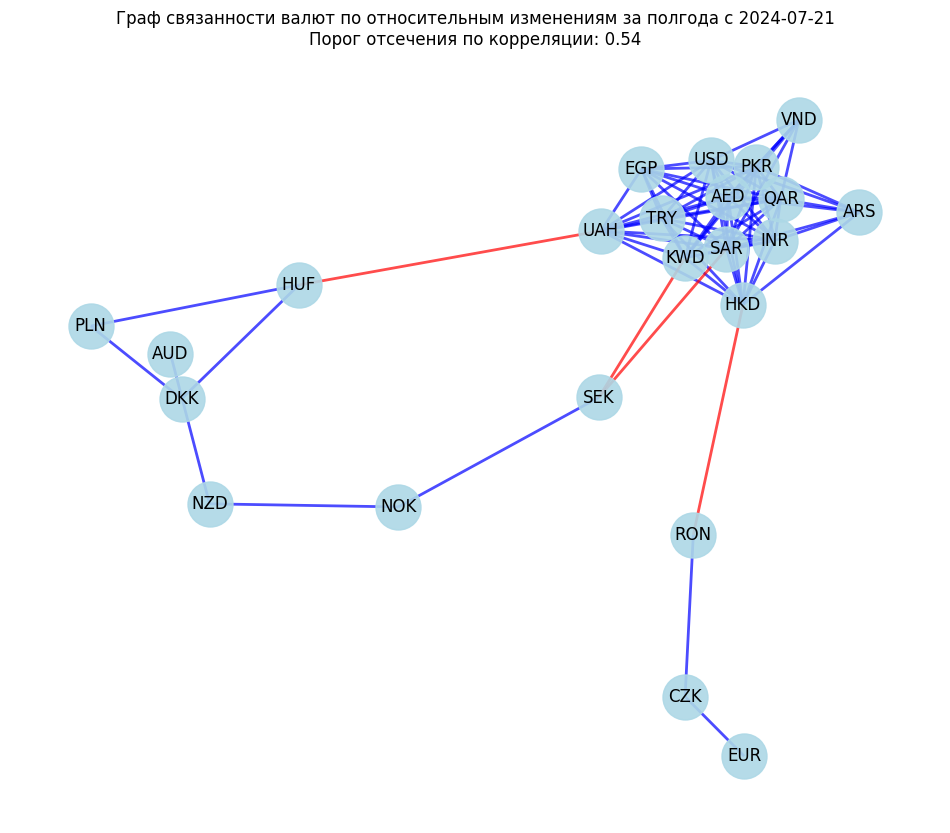 Граф связанности валют по относительным изменениям за полгода с 2024-07-21
Порог отсечения по корреляции: 0.54
VND
USD
PKR
EGP
AED
QAR
ARS
TRY
UAH
INR
SAR
KWD
HUF
HKD
PLN
AUD
DKK
SEK
NZD
NOK
RON
CZK
EUR